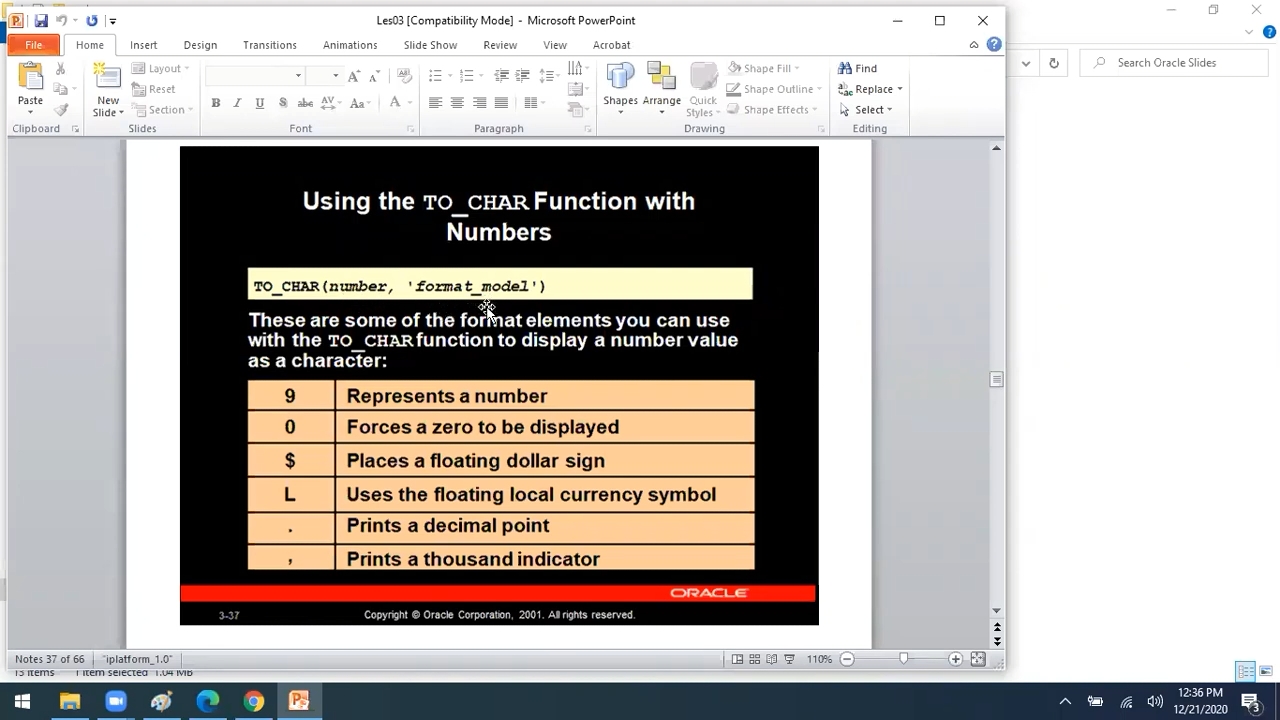 Les03 [Compatibility Mode] - Microsoft PowerPoint
File Home Insert Design Transitions Animations Slide Show Review View Acrobat
Search Oracle Slides
Paste
New
Slide
Layout
Reset
Section
B I U S abc AV Aa A
Shapes
Arrange
Quick
Styles
Shape Fill
Shape Outline
Shape Effects
Find
Replace
Select
Clipboard Slides Font Paragraph Drawing Editing
Using the TO_CHAR Function with
Numbers
TO_CHAR(number, 'format_model')
These are some of the format elements you can use
with the TO_CHAR function to display a number value
as a character:
9 Represents a number
0 Forces a zero to be displayed
$ Places a floating dollar sign
L Uses the floating local currency symbol
. Prints a decimal point
, Prints a thousand indicator
ORACLE
3-37 Copyright © Oracle Corporation, 2001. All rights reserved.
Notes 37 of 66 "iplatform_1.0" 110%
13 items 1 item selected 1.04 MB
12:36 PM
12/21/2020
3